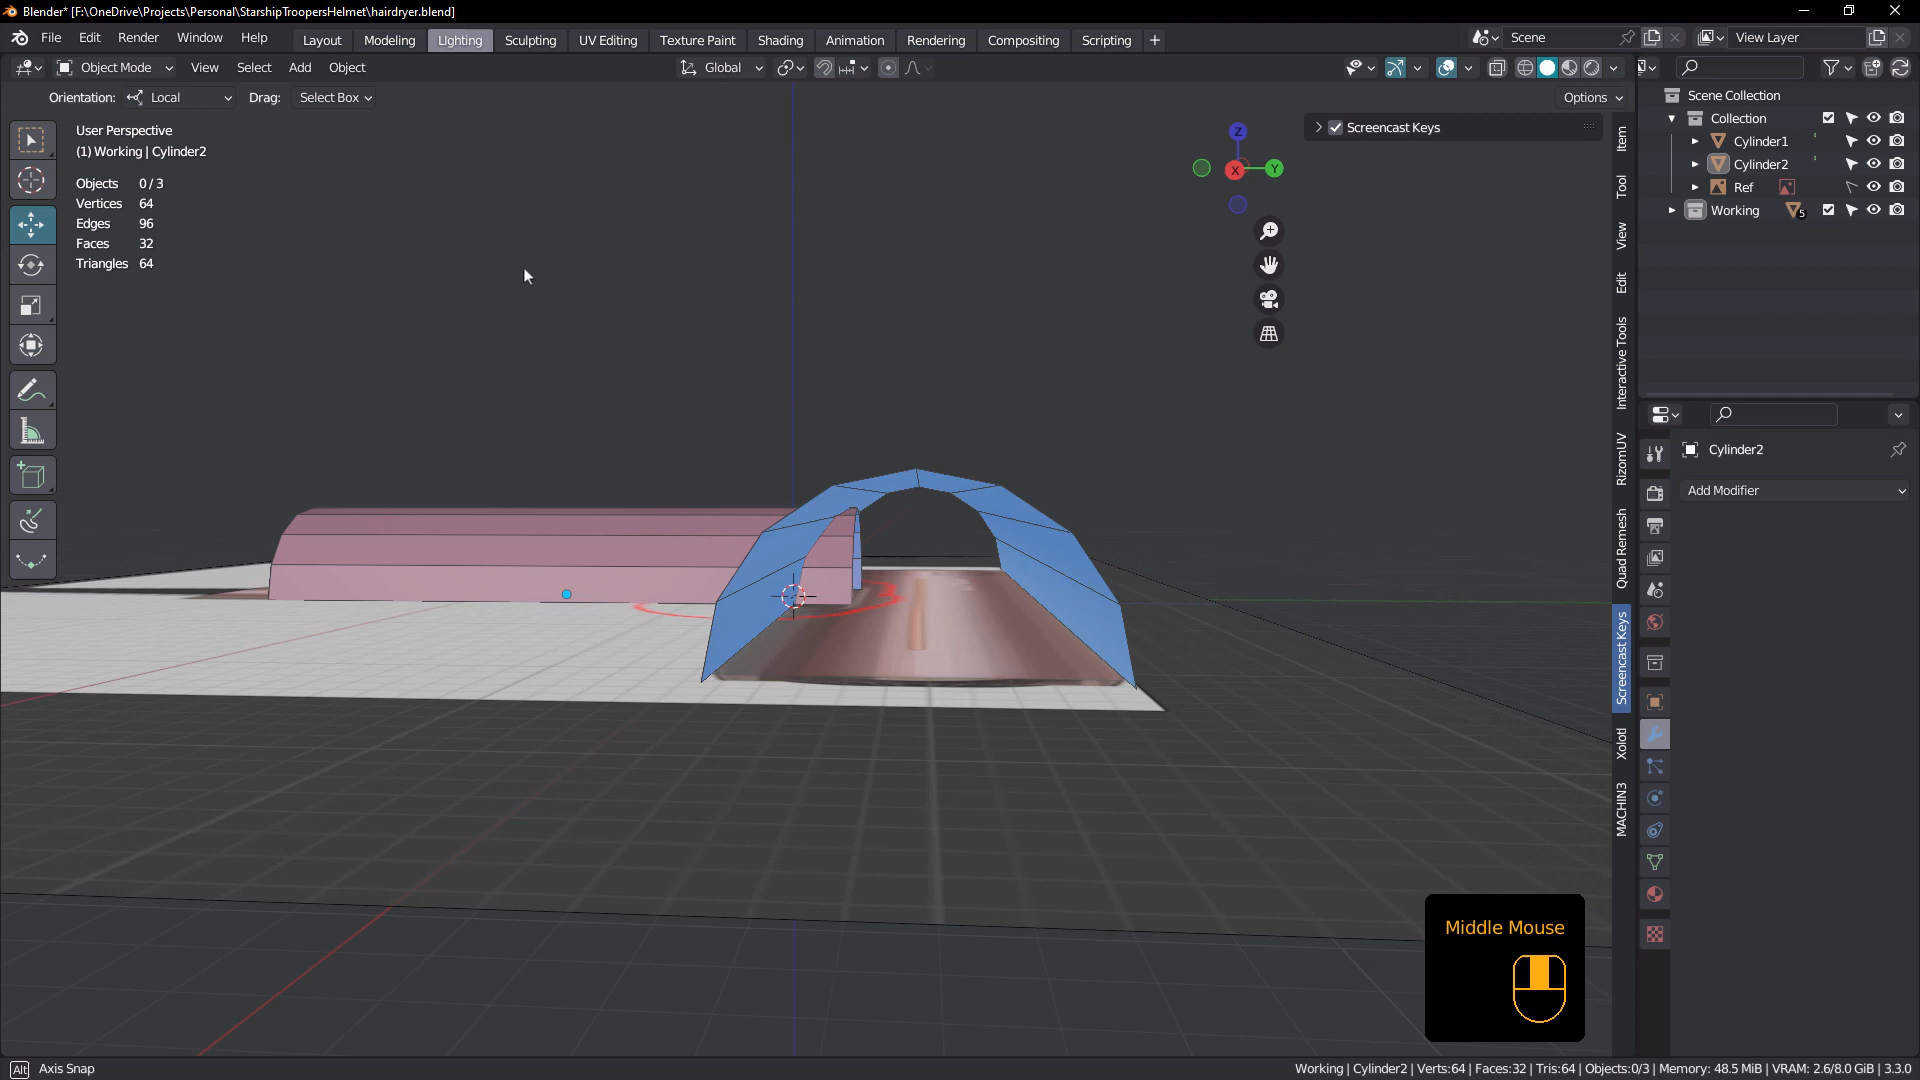 Blender* [F:\OneDrive\Projects\Personal\StarshipTroopersHelmet\hairdryer.blend]
File Edit Render Window Help Layout Modeling Lighting Sculpting UV Editing Texture Paint Shading Animation Rendering Compositing Scripting + Scene View Layer
Object Mode View Select Add Object Global
Orientation: Local Drag: Select Box Options
User Perspective
(1) Working | Cylinder2
Objects 0/3
Vertices 64
Edges 96
Faces 32
Triangles 64
Z
X
Y
Screencast Keys
Item
Tool
View
Edit
Interactive Tools
RizomUV
Quad Remesh
Screencast Keys
Xolotl
MACHIN3
Scene Collection
Collection
Cylinder1
Cylinder2
Ref
Working 5
Cylinder2
Add Modifier
Middle Mouse
Alt Axis Snap
Working | Cylinder2 | Verts:64 | Faces:32 | Tris:64 | Objects:0/3 | Memory: 48.5 MiB | VRAM: 2.6/8.0 GiB | 3.3.0